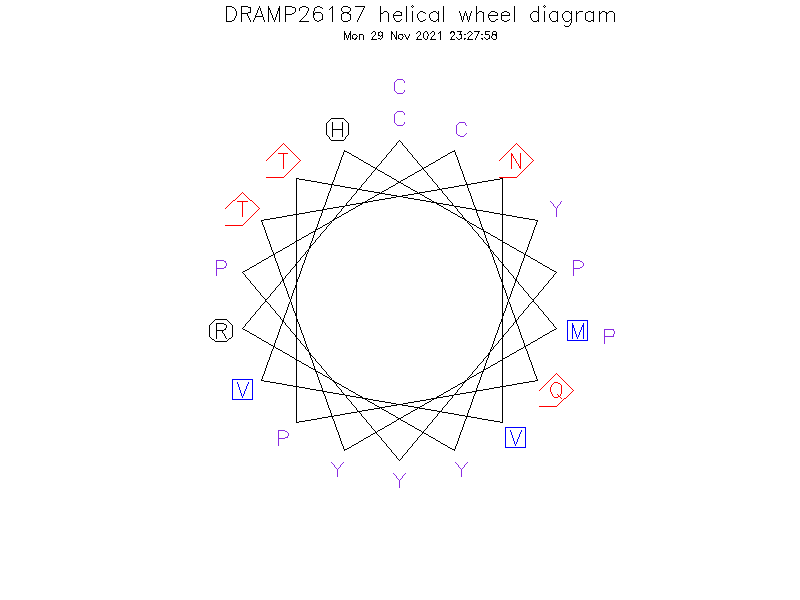 DRAMP26187 helical wheel diagram
Mon 29 Nov 2021 23:27:58
C
H C C
T N
T Y
P P
R M P
V Q
P V
Y Y Y